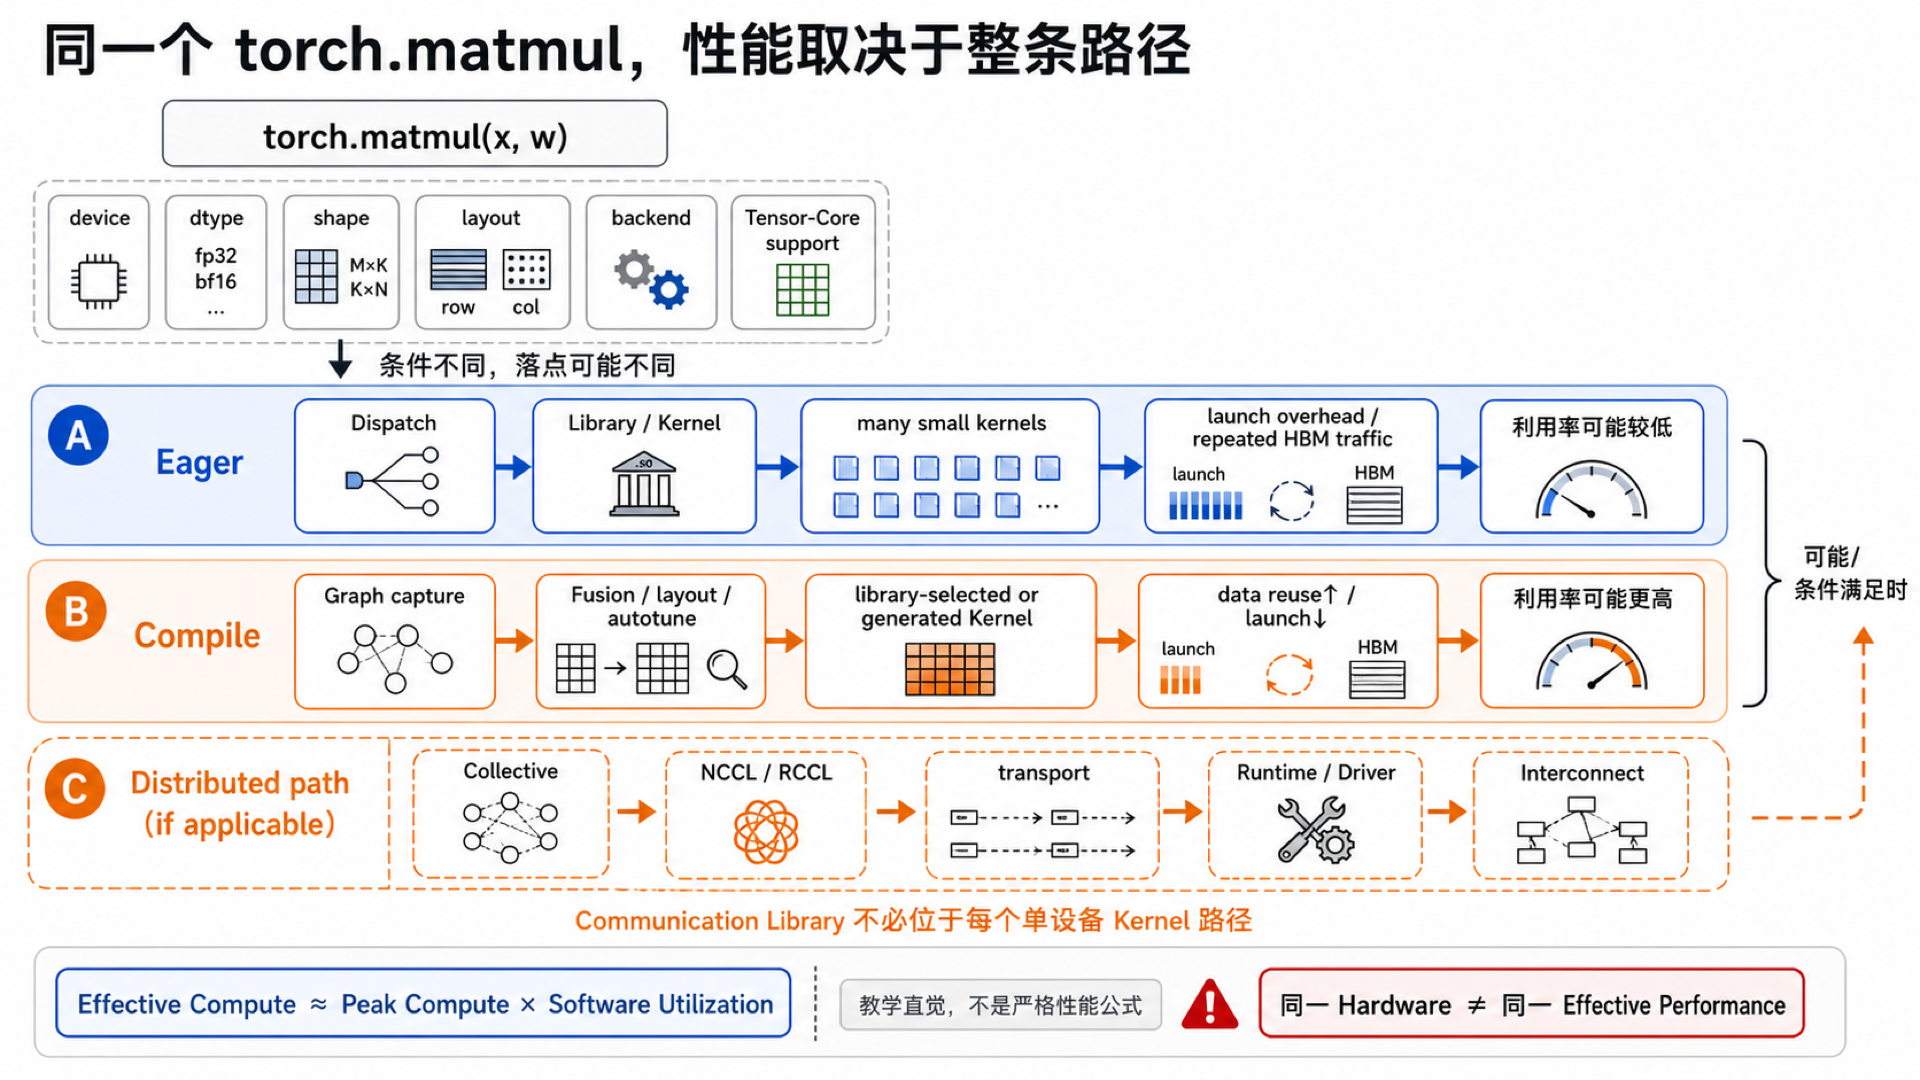 同一个 torch.matmul，性能取决于整条路径
torch.matmul(x, w)
device
dtype
fp32
bf16
...
shape
M×K
K×N
layout
row
col
backend
Tensor-Core
support
条件不同，落点可能不同
A
Eager
Dispatch
Library / Kernel
.SO
many small kernels
...
launch overhead /
repeated HBM traffic
launch
HBM
利用率可能较低
B
Compile
Graph capture
Fusion / layout /
autotune
library-selected or
generated Kernel
data reuse↑ /
launch↓
launch
HBM
利用率可能更高
可能/
条件满足时
C
Distributed path
(if applicable)
Collective
NCCL / RCCL
transport
Runtime / Driver
Interconnect
Communication Library 不必位于每个单设备 Kernel 路径
Effective Compute ≈ Peak Compute × Software Utilization
教学直觉，不是严格性能公式
!
同一 Hardware ≠ 同一 Effective Performance